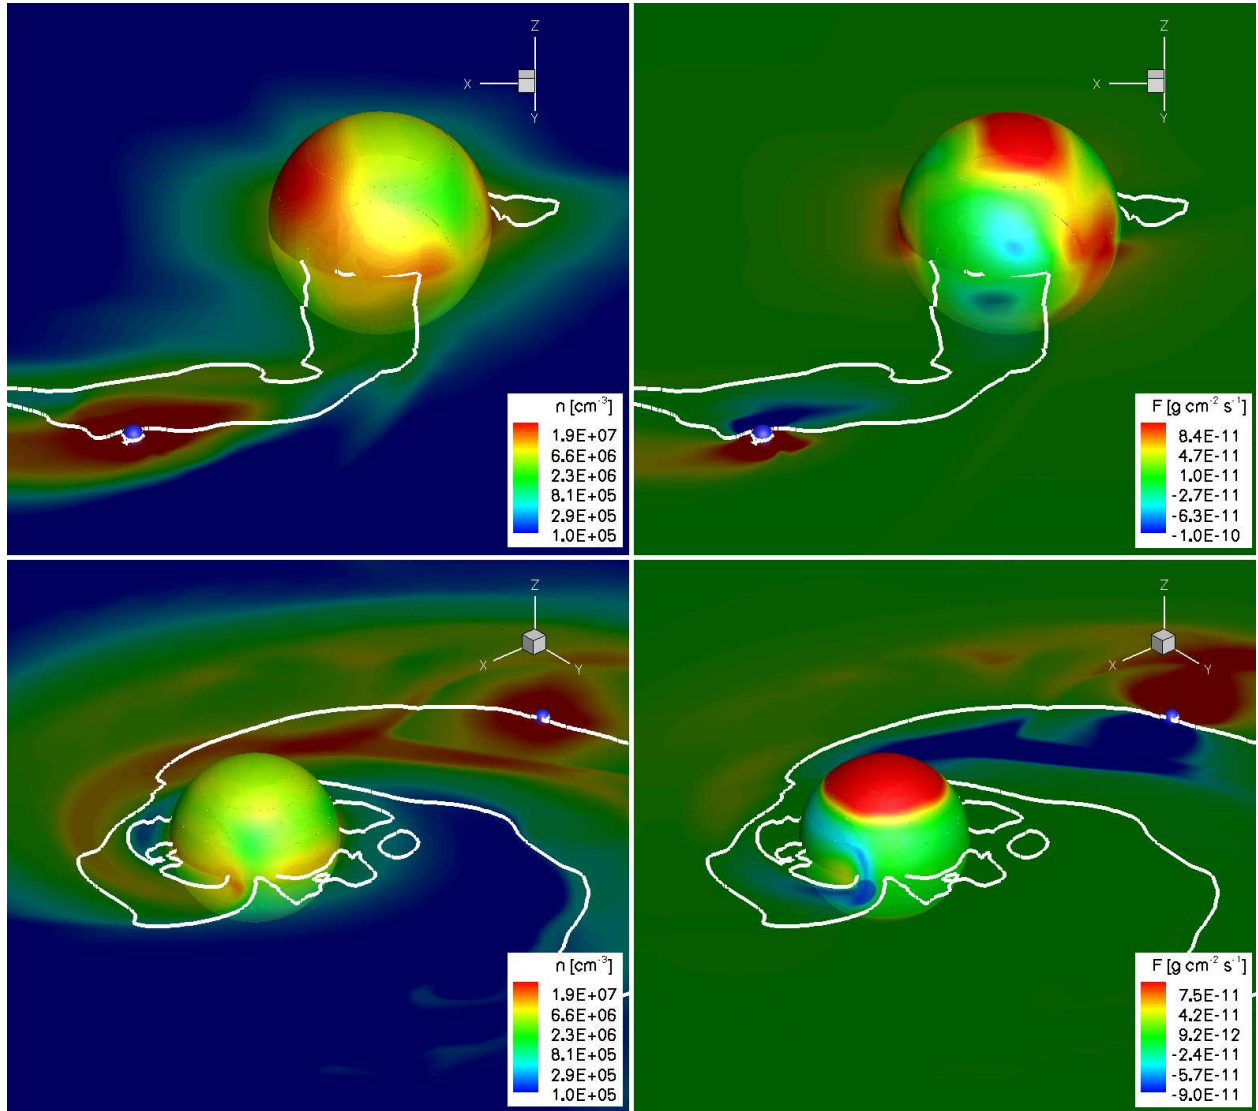 Z
X
Y
n [cm⁻³]
1.9E+07
6.6E+06
2.3E+06
8.1E+05
2.9E+05
1.0E+05
Z
X
Y
F [g cm⁻² s⁻¹]
8.4E-11
4.7E-11
1.0E-11
-2.7E-11
-6.3E-11
-1.0E-10
Z
X
Y
n [cm⁻³]
1.9E+07
6.6E+06
2.3E+06
8.1E+05
2.9E+05
1.0E+05
Z
X
Y
F [g cm⁻² s⁻¹]
7.5E-11
4.2E-11
9.2E-12
-2.4E-11
-5.7E-11
-9.0E-11